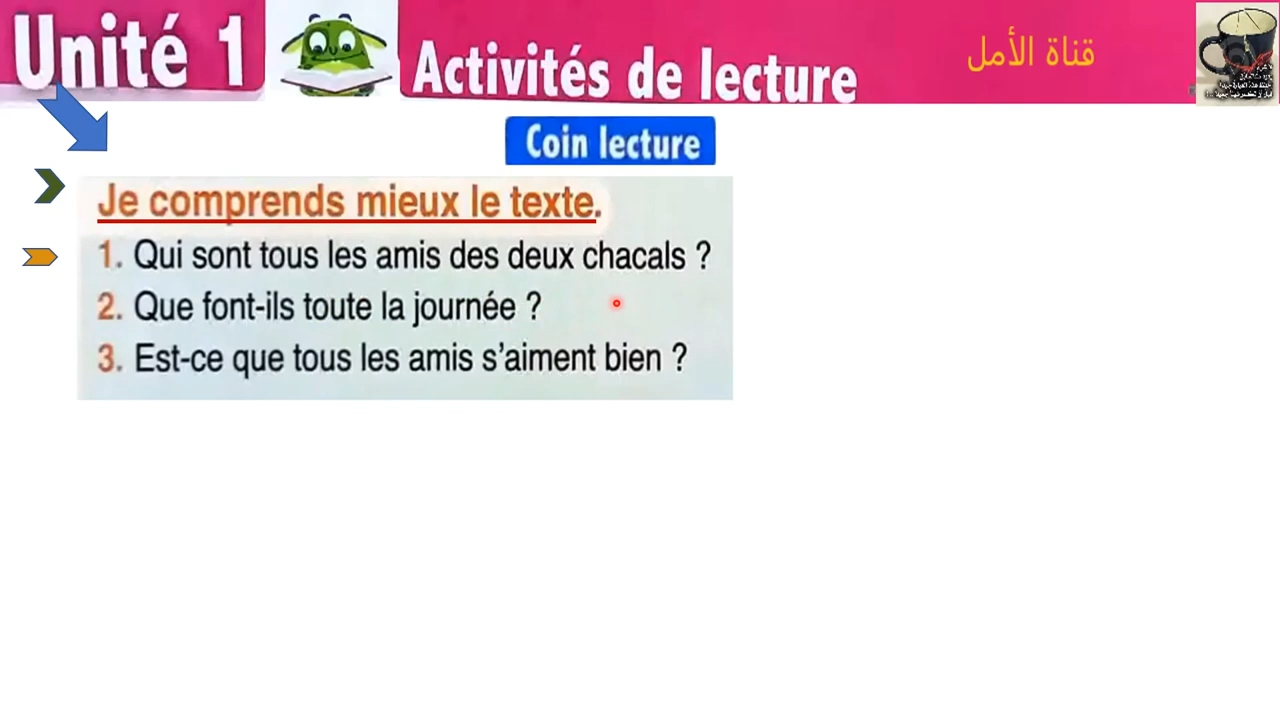 Unité 1
Activités de lecture
قناة الأمل
Coin lecture
Je comprends mieux le texte.
1. Qui sont tous les amis des deux chacals ?
2. Que font-ils toute la journée ?
3. Est-ce que tous les amis s'aiment bien ?